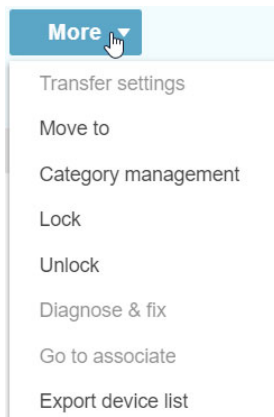 More
Transfer settings
Move to
Category management
Lock
Unlock
Diagnose & fix
Go to associate
Export device list